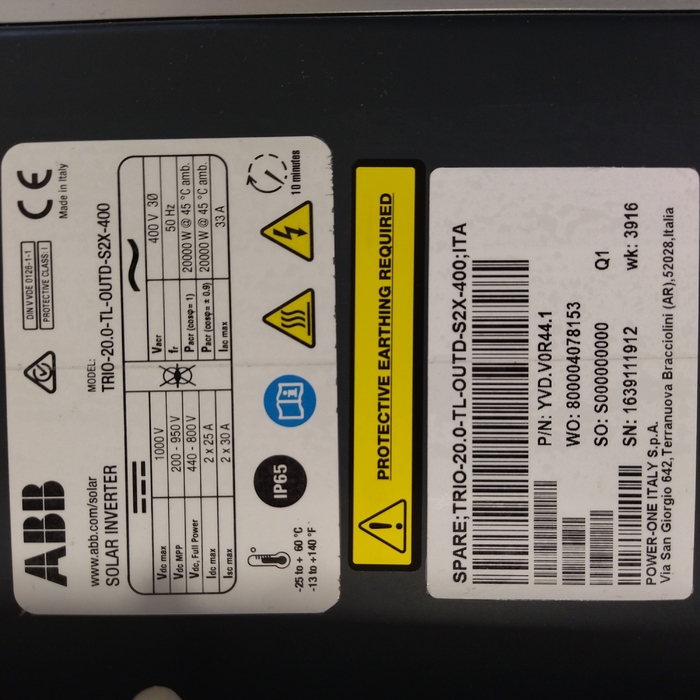 ABB
www.abb.com/solar
SOLAR INVERTER
DIN V VDE 0126-1-1
PROTECTIVE CLASS: I
CE
Made in Italy
MODEL:
TRIO-20.0-TL-OUTD-S2X-400
Vdc max 1000 V
Vdc MPP 200 - 950 V
Vdc, Full Power 440 - 800 V
Idc max 2 x 25 A
Isc max 2 x 30 A
Vacr 400 V 3Ø
fr 50 Hz
Pacr (cosφ= 1) 20000 W @ 45 °C amb.
Pacr (cosφ= ± 0.9) 20000 W @ 45 °C amb.
Iac max 33 A
-25 to + 60 °C
-13 to +140 °F
IP65
10 minutes
PROTECTIVE EARTHING REQUIRED
SPARE;TRIO-20.0-TL-OUTD-S2X-400;ITA
P/N: YVD.V0R44.1
WO: 800004078153
SO: S000000000 Q1
SN: 1639111912 wk: 3916
POWER-ONE ITALY S.p.A.
Via San Giorgio 642,Terranuova Bracciolini (AR),52028,Italia